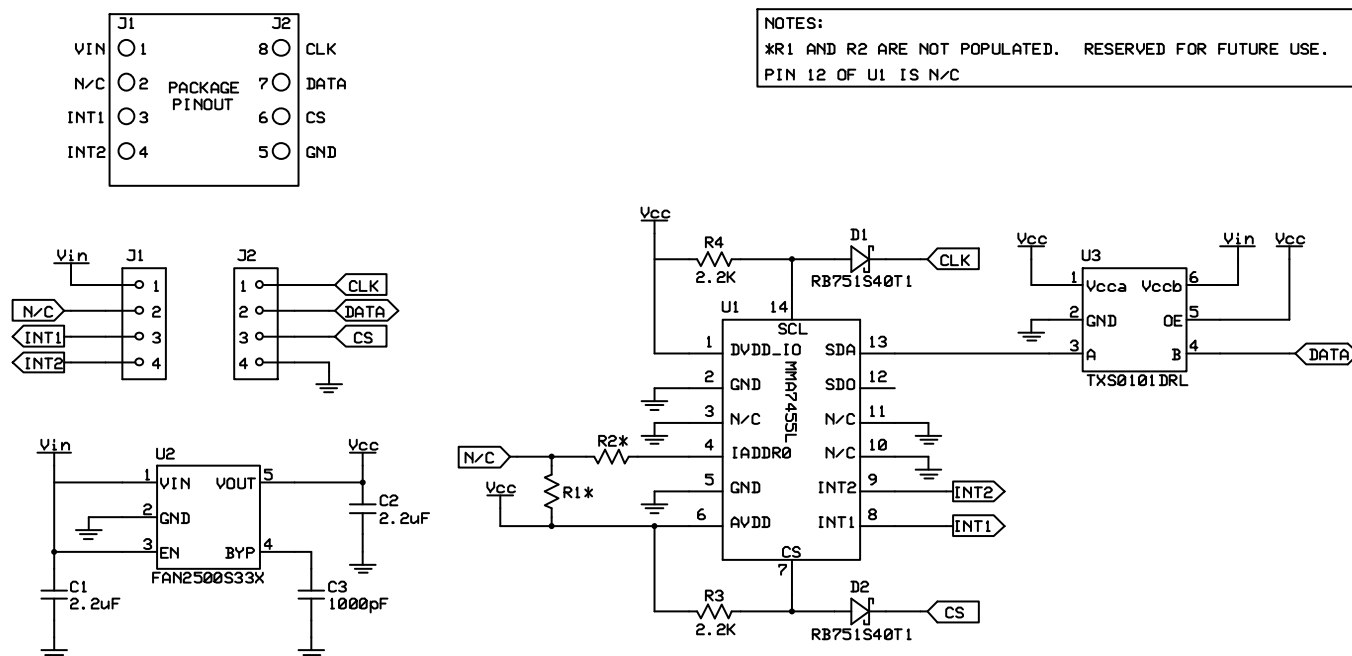 J1 J2
VIN 1 8 CLK
N/C 2 7 DATA
PACKAGE
PINOUT
INT1 3 6 CS
INT2 4 5 GND
NOTES:
*R1 AND R2 ARE NOT POPULATED. RESERVED FOR FUTURE USE.
PIN 12 OF U1 IS N/C
Vin J1
1
N/C 2
INT1 3
INT2 4
J2
1 CLK
2 DATA
3 CS
4
Vin U2 Vcc
1 VIN VOUT 5
2 GND
3 EN BYP 4
FAN2500S33X
C1
2.2uF
C2
2.2uF
C3
1000pF
Vcc
R4
2.2K
D1
RB751S40T1
CLK
U1 14
SCL
MMA7455L
1 DVDD_IO SDA 13
2 GND SDO 12
3 N/C N/C 11
4 IADDR0 N/C 10
5 GND INT2 9 INT2
6 AVDD INT1 8 INT1
CS
7
N/C
R2*
R1*
Vcc
R3
2.2K
D2
RB751S40T1
CS
Vcc U3 Vin Vcc
1 Vcca Vccb 6
2 GND OE 5
3 A B 4 DATA
TXS0101DRL